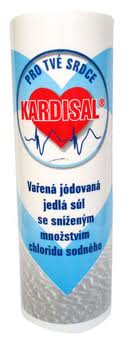 PRO TVÉ SRDCE
KARDISAL®
Vařená jódovaná
jedlá sůl
se sníženým
množstvím
chloridu sodného